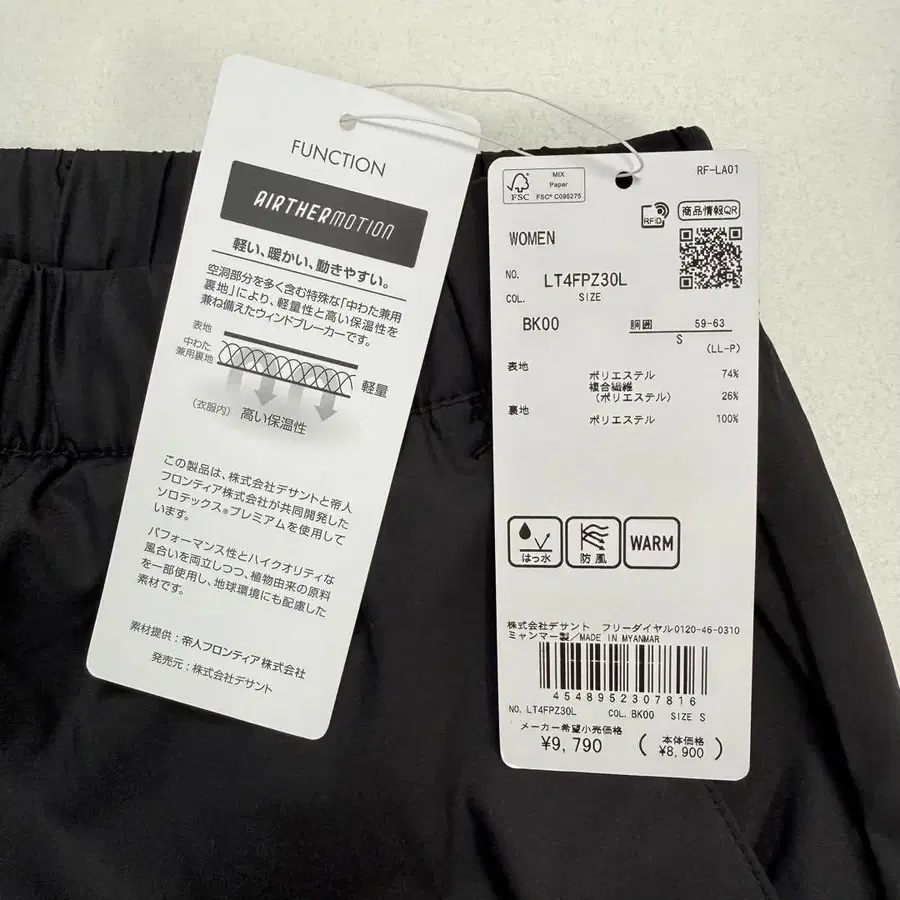 FUNCTION
AIRTHERMOTION
軽い、暖かい、動きやすい。
空洞部分を多く含む特殊な「中わた兼用
裏地」により、軽量性と高い保温性を
兼ね備えたウィンドブレーカーです。
表地
中わた
兼用裏地
軽量
（衣服内）
高い保温性
この製品は、株式会社デサントと帝人
フロンティア株式会社が共同開発した
ソロテックス®プレミアムを使用して
います。
パフォーマンス性とハイクオリティな
風合いを両立しつつ、植物由来の原料
を一部使用し、地球環境にも配慮した
素材です。
素材提供：帝人フロンティア株式会社
発売元：株式会社デサント
FSC
MIX
Paper
FSC® C095275
RF-LA01
RFID
商品情報QR
WOMEN
NO. LT4FPZ30L
COL. SIZE
BK00 胴囲 59-63
S
(LL-P)
表地
ポリエステル 74%
複合繊維
（ポリエステル） 26%
裏地
ポリエステル 100%
はっ水
防風
WARM
株式会社デサント フリーダイヤル0120-46-0310
ミャンマー製/MADE IN MYANMAR
4548952307816
NO. LT4FPZ30L COL. BK00 SIZE S
メーカー希望小売価格
¥9,790
(本体価格
¥8,900)